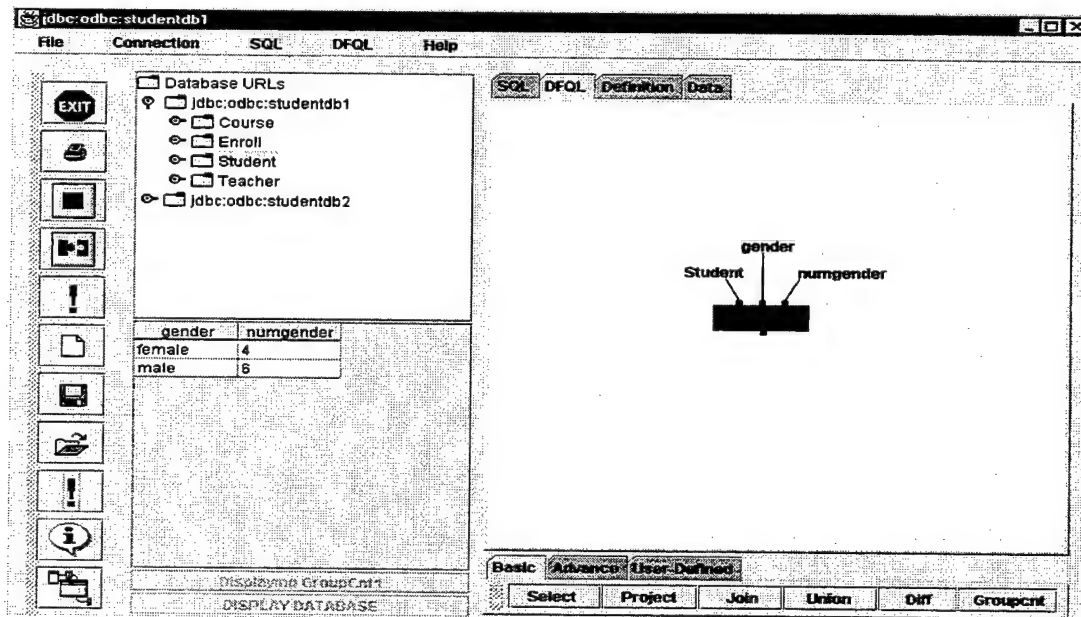 jdbc:odbc:studentdb1
File Connection SQL DFQL Help
EXIT
Database URLs
jdbc:odbc:studentdb1
Course
Enroll
Student
Teacher
jdbc:odbc:studentdb2
gender numgender
female 4
male 6
Displaying GroupCnt1
DISPLAY DATABASE
SQL DFQL Definition Data
gender
Student numgender
Basic Advance User-Defined
Select Project Join Union Diff Groupcnt